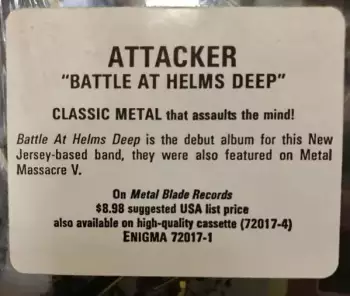 ATTACKER
"BATTLE AT HELMS DEEP"
CLASSIC METAL that assaults the mind!
Battle At Helms Deep is the debut album for this New
Jersey-based band, they were also featured on Metal
Massacre V.
On Metal Blade Records
$8.98 suggested USA list price
also available on high-quality cassette (72017-4)
ENIGMA 72017-1